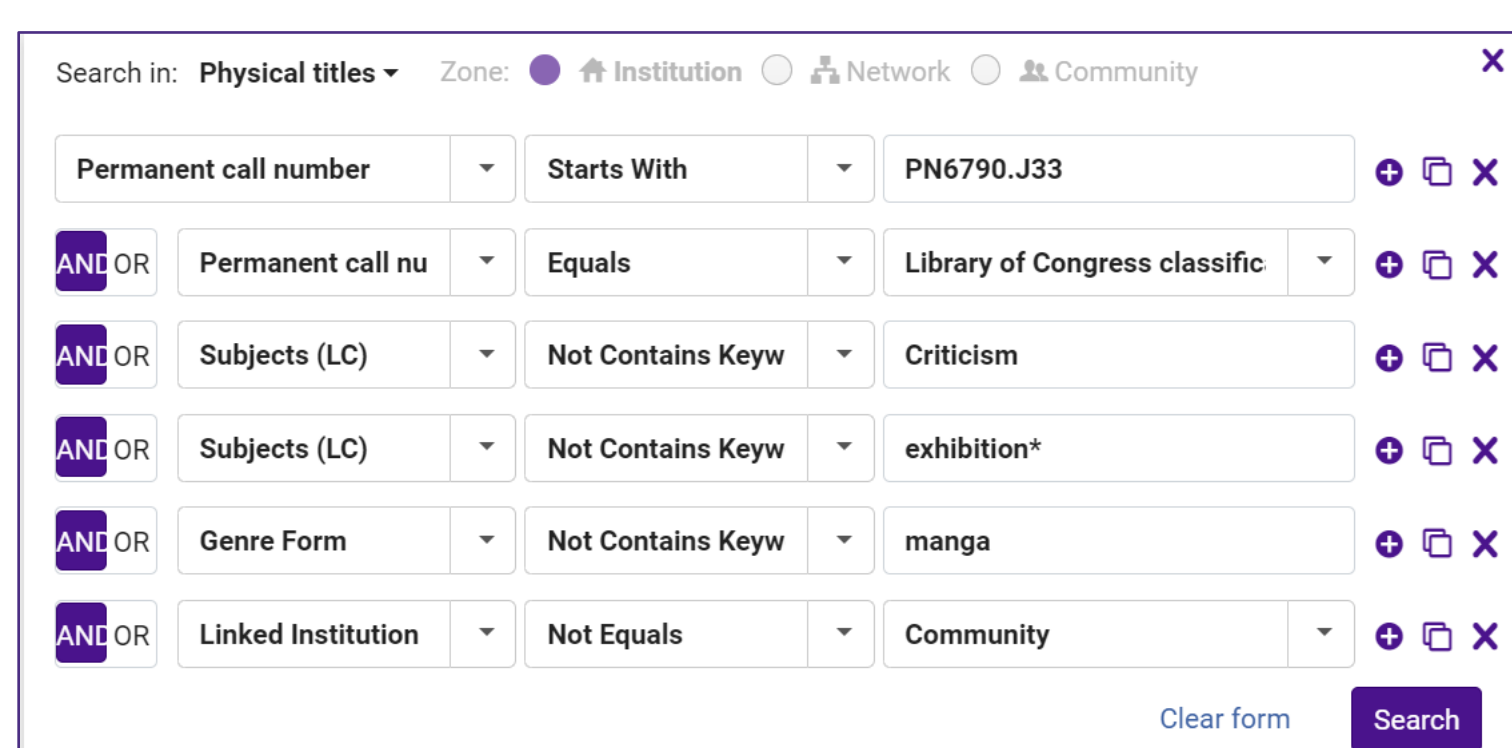 Search in: Physical titles Zone: Institution Network Community
Permanent call number Starts With PN6790.J33
AND OR Permanent call nu Equals Library of Congress classific
AND OR Subjects (LC) Not Contains Keyw Criticism
AND OR Subjects (LC) Not Contains Keyw exhibition*
AND OR Genre Form Not Contains Keyw manga
AND OR Linked Institution Not Equals Community
Clear form Search